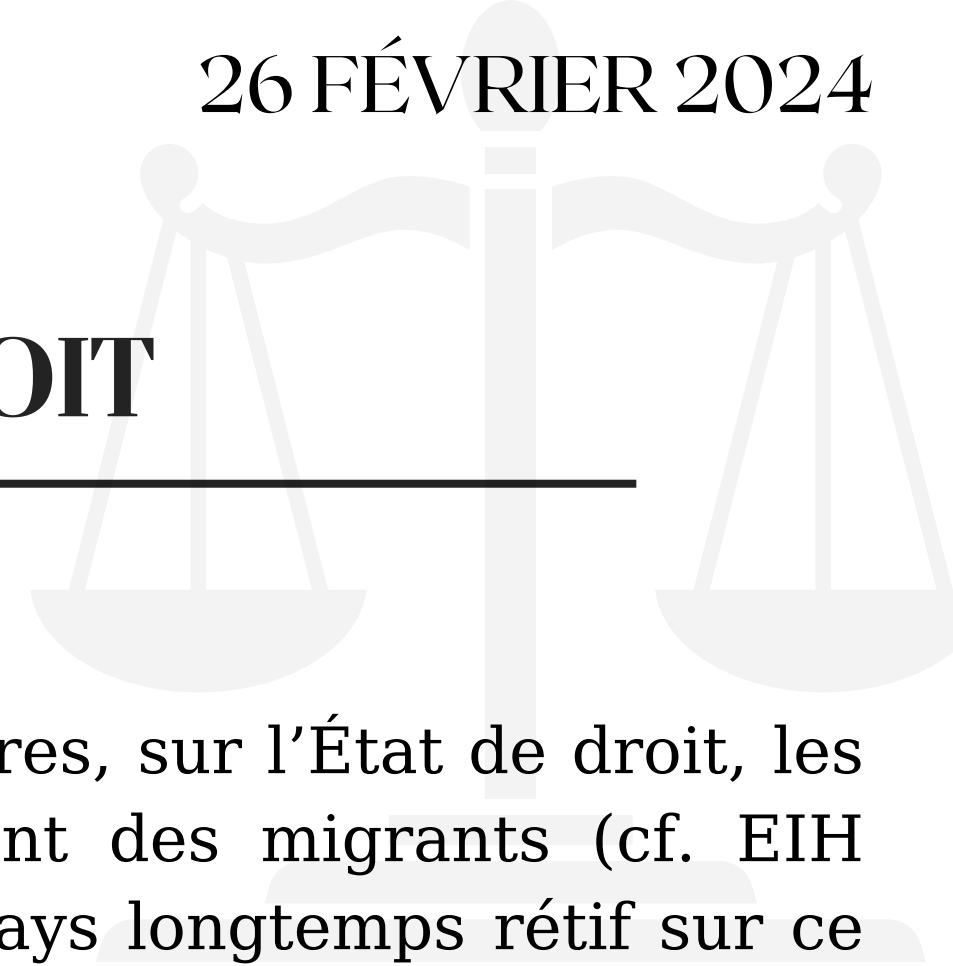 26 FÉVRIER 2024
OIT
res, sur l’État de droit, les
nt des migrants (cf. EIH
ays longtemps rétif sur ce